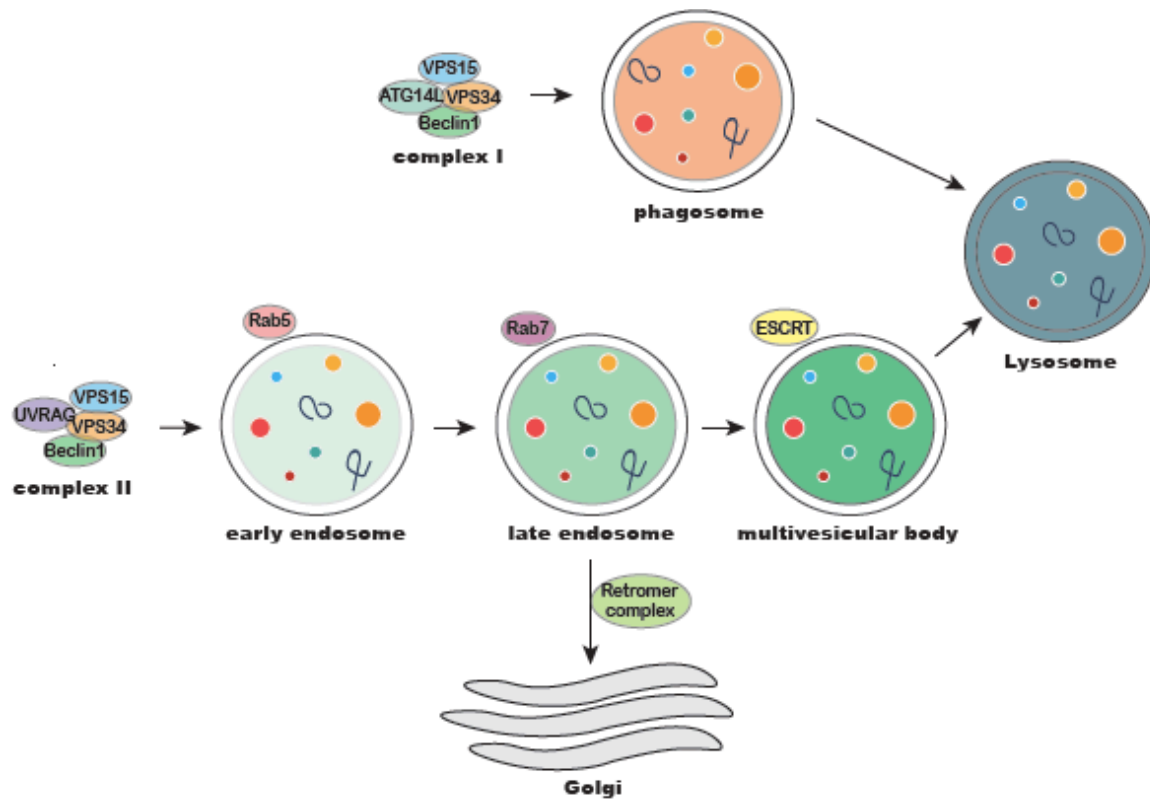 VPS15
ATG14L VPS34
Beclin1
complex I
phagosome
Lysosome
Rab5
Rab7
ESCRT
VPS15
UVRAG
VPS34
Beclin1
complex II
early endosome
late endosome
multivesicular body
Retromer
complex
Golgi